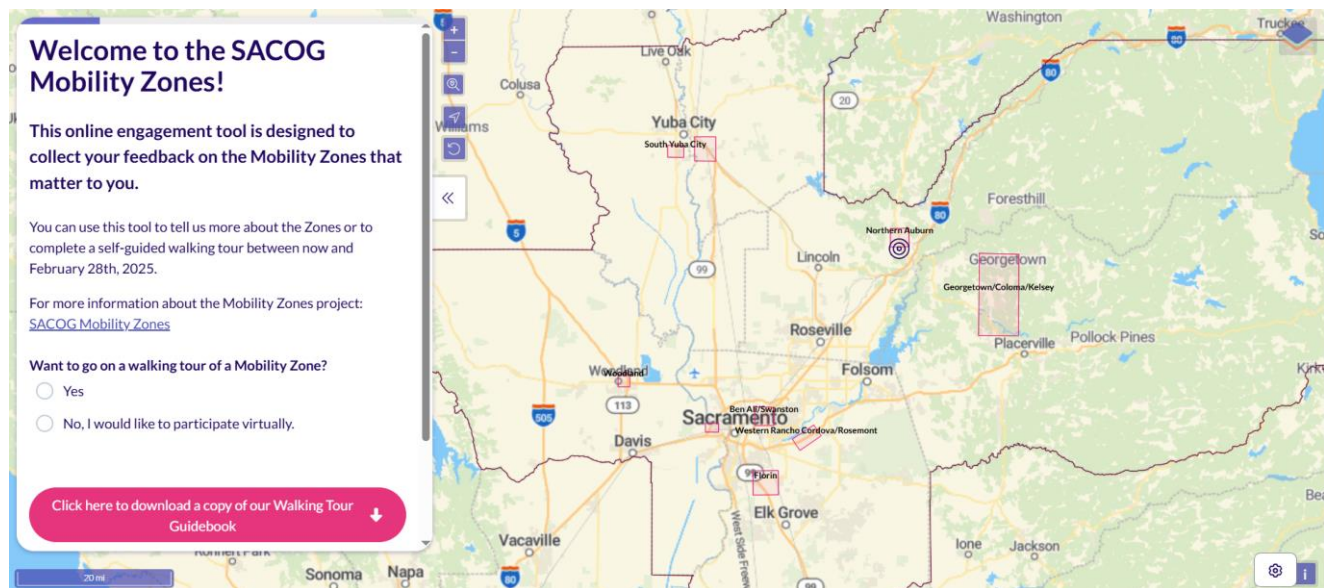 Welcome to the SACOG
Mobility Zones!
This online engagement tool is designed to
collect your feedback on the Mobility Zones that
matter to you.
You can use this tool to tell us more about the Zones or to
complete a self-guided walking tour between now and
February 28th, 2025.
For more information about the Mobility Zones project:
SACOG Mobility Zones
Want to go on a walking tour of a Mobility Zone?
Yes
No, I would like to participate virtually.
Click here to download a copy of our Walking Tour
Guidebook
20 mi
Sonoma
Napa
Vacaville
80
+
−
5
Washington
Truckee
80
Live Oak
80
Colusa
20
Williams
Yuba City
South Yuba City
Foresthill
80
5
Northern Auburn
Lincoln
Georgetown
99
Georgetown/Coloma/Kelsey
Roseville
Placerville
Pollock Pines
Woodland
Woodland
Folsom
113
Ben Ali/Swanston
505
Sacramento
Western Rancho Cordova/Rosemont
Davis
99
Florin
Elk Grove
West Side Freeway
Ione
Jackson
99
i